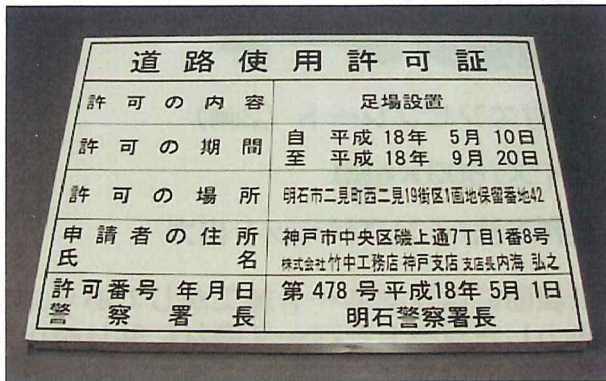 道路使用許可証
許可の内容 足場設置
許可の期間 自 平成 18年 5月 10日
至 平成 18年 9月 20日
許可の場所 明石市二見町西二見19街区1画地保留番地42
申請者の住所 神戸市中央区磯上通7丁目1番8号
氏名 株式会社竹中工務店 神戸支店 支店長内海 弘之
許可番号 年月日 第 478 号 平成18年 5月 1日
警察署長 明石警察署長